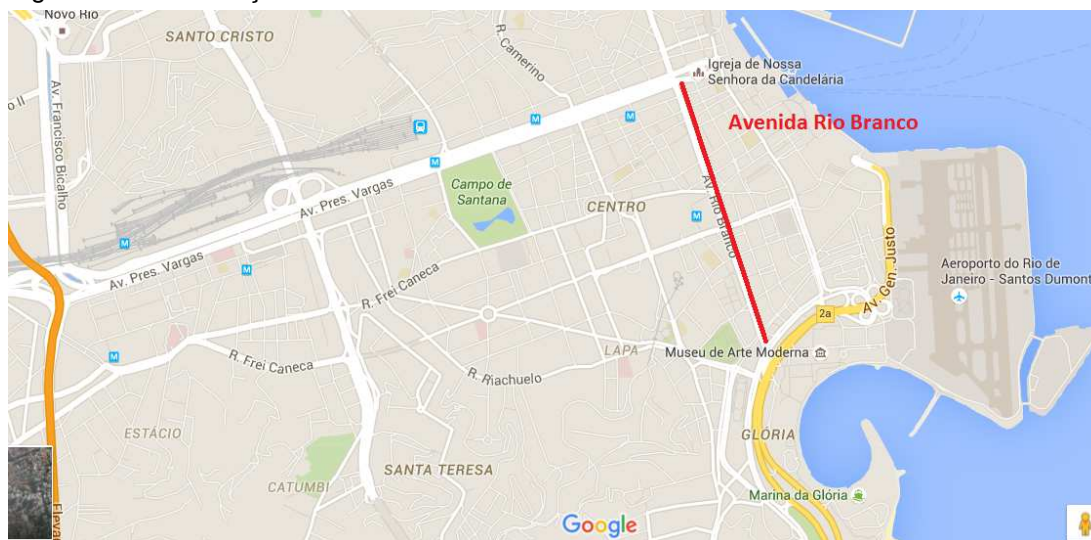 Novo Rio
SANTO CRISTO
R. Camerino
Igreja de Nossa
Senhora da Candelária
Avenida Rio Branco
Av. Francisco Bicalho
Av. Pres. Vargas
Campo de
Santana
CENTRO
Av. Rio Branco
Av. Pres. Vargas
R. Frei Caneca
Av. Gen. Justo
Aeroporto do Rio de
Janeiro - Santos Dumont
2a
LAPA
Museu de Arte Moderna
R. Frei Caneca
R. Riachuelo
ESTÁCIO
GLÓRIA
SANTA TERESA
CATUMBI
Marina da Glória
Google
M
M
M
M
M
M
M